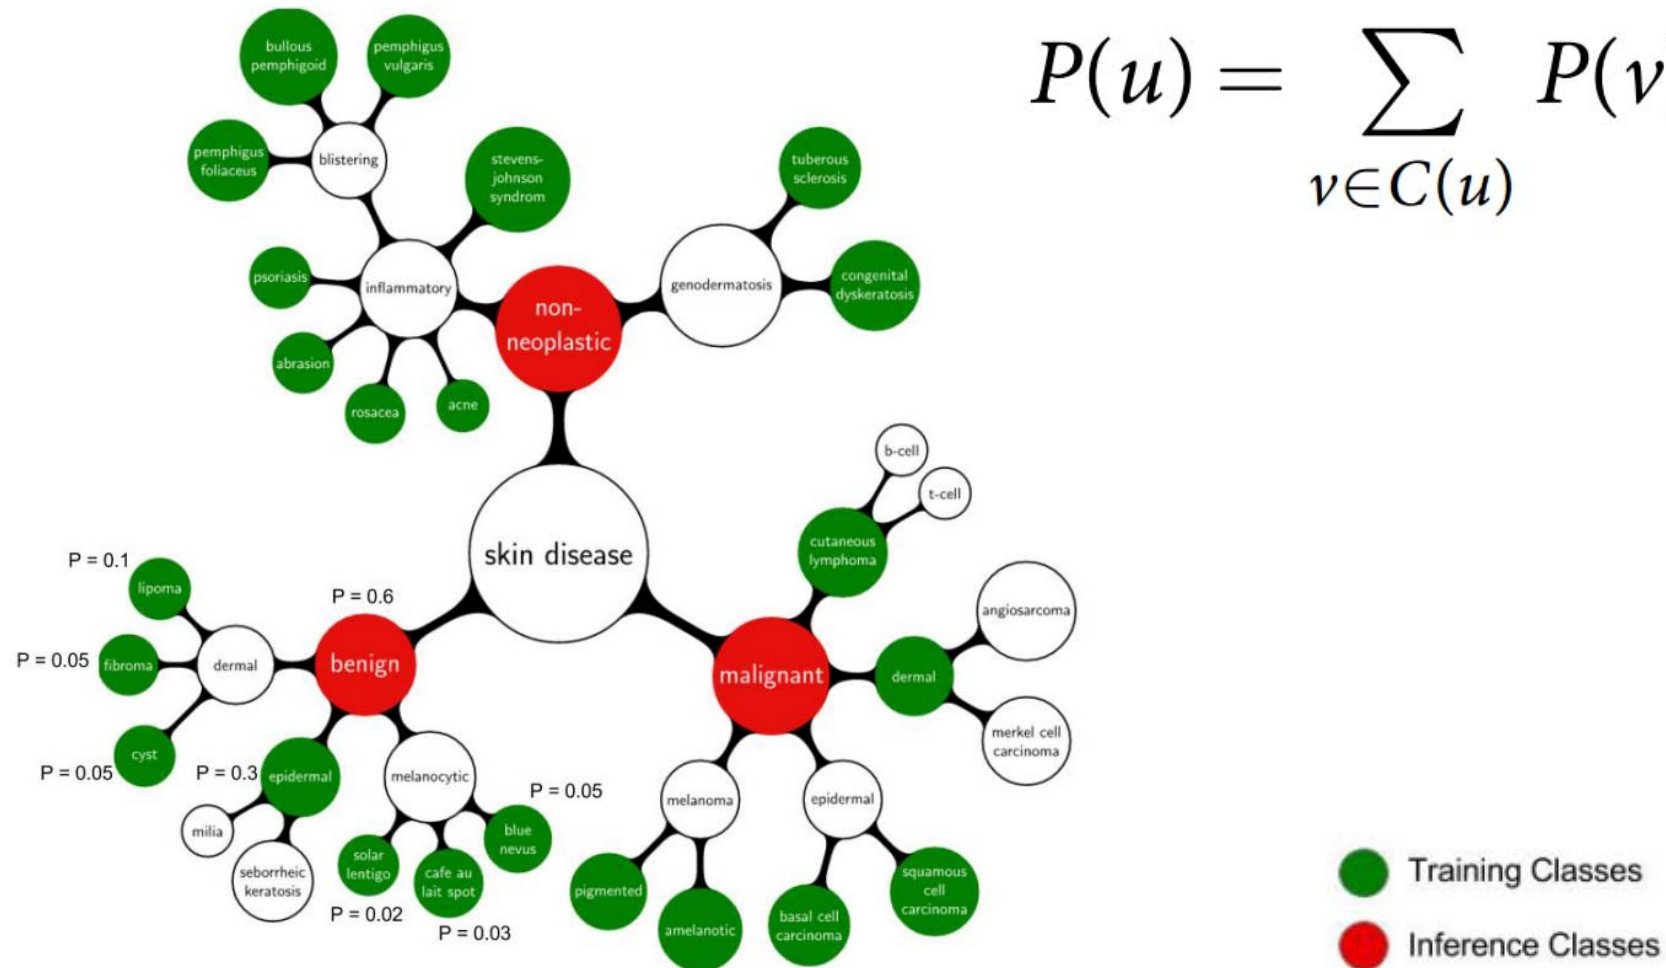 bullous
pemphigoid
pemphigus
vulgaris
P(u) = ∑ P(v
v∈C(u)
pemphigus
foliaceus
blistering
stevens-
johnson
syndrom
tuberous
sclerosis
psoriasis
inflammatory
non-
neoplastic
genodermatosis
congenital
dyskeratosis
abrasion
rosacea
acne
b-cell
t-cell
skin disease
cutaneous
lymphoma
P = 0.1
lipoma
P = 0.6
angiosarcoma
P = 0.05
fibroma
dermal
benign
malignant
dermal
merkel cell
carcinoma
cyst
P = 0.05
P = 0.3
epidermal
melanocytic
P = 0.05
melanoma
epidermal
milia
blue
nevus
seborrheic
keratosis
solar
lentigo
cafe au
lait spot
P = 0.02
P = 0.03
pigmented
amelanotic
basal cell
carcinoma
squamous
cell
carcinoma
Training Classes
Inference Classes